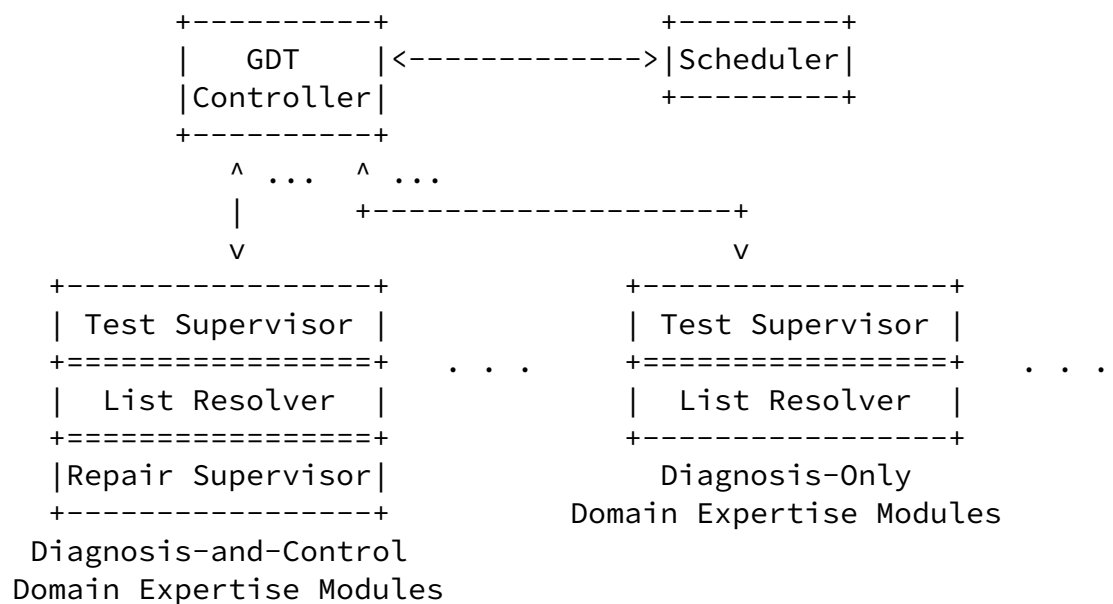 GDT
Controller
Scheduler
... ...
Test Supervisor
List Resolver
Repair Supervisor
Diagnosis-and-Control
Domain Expertise Modules
. . .
Test Supervisor
List Resolver
Diagnosis-Only
Domain Expertise Modules
. . .